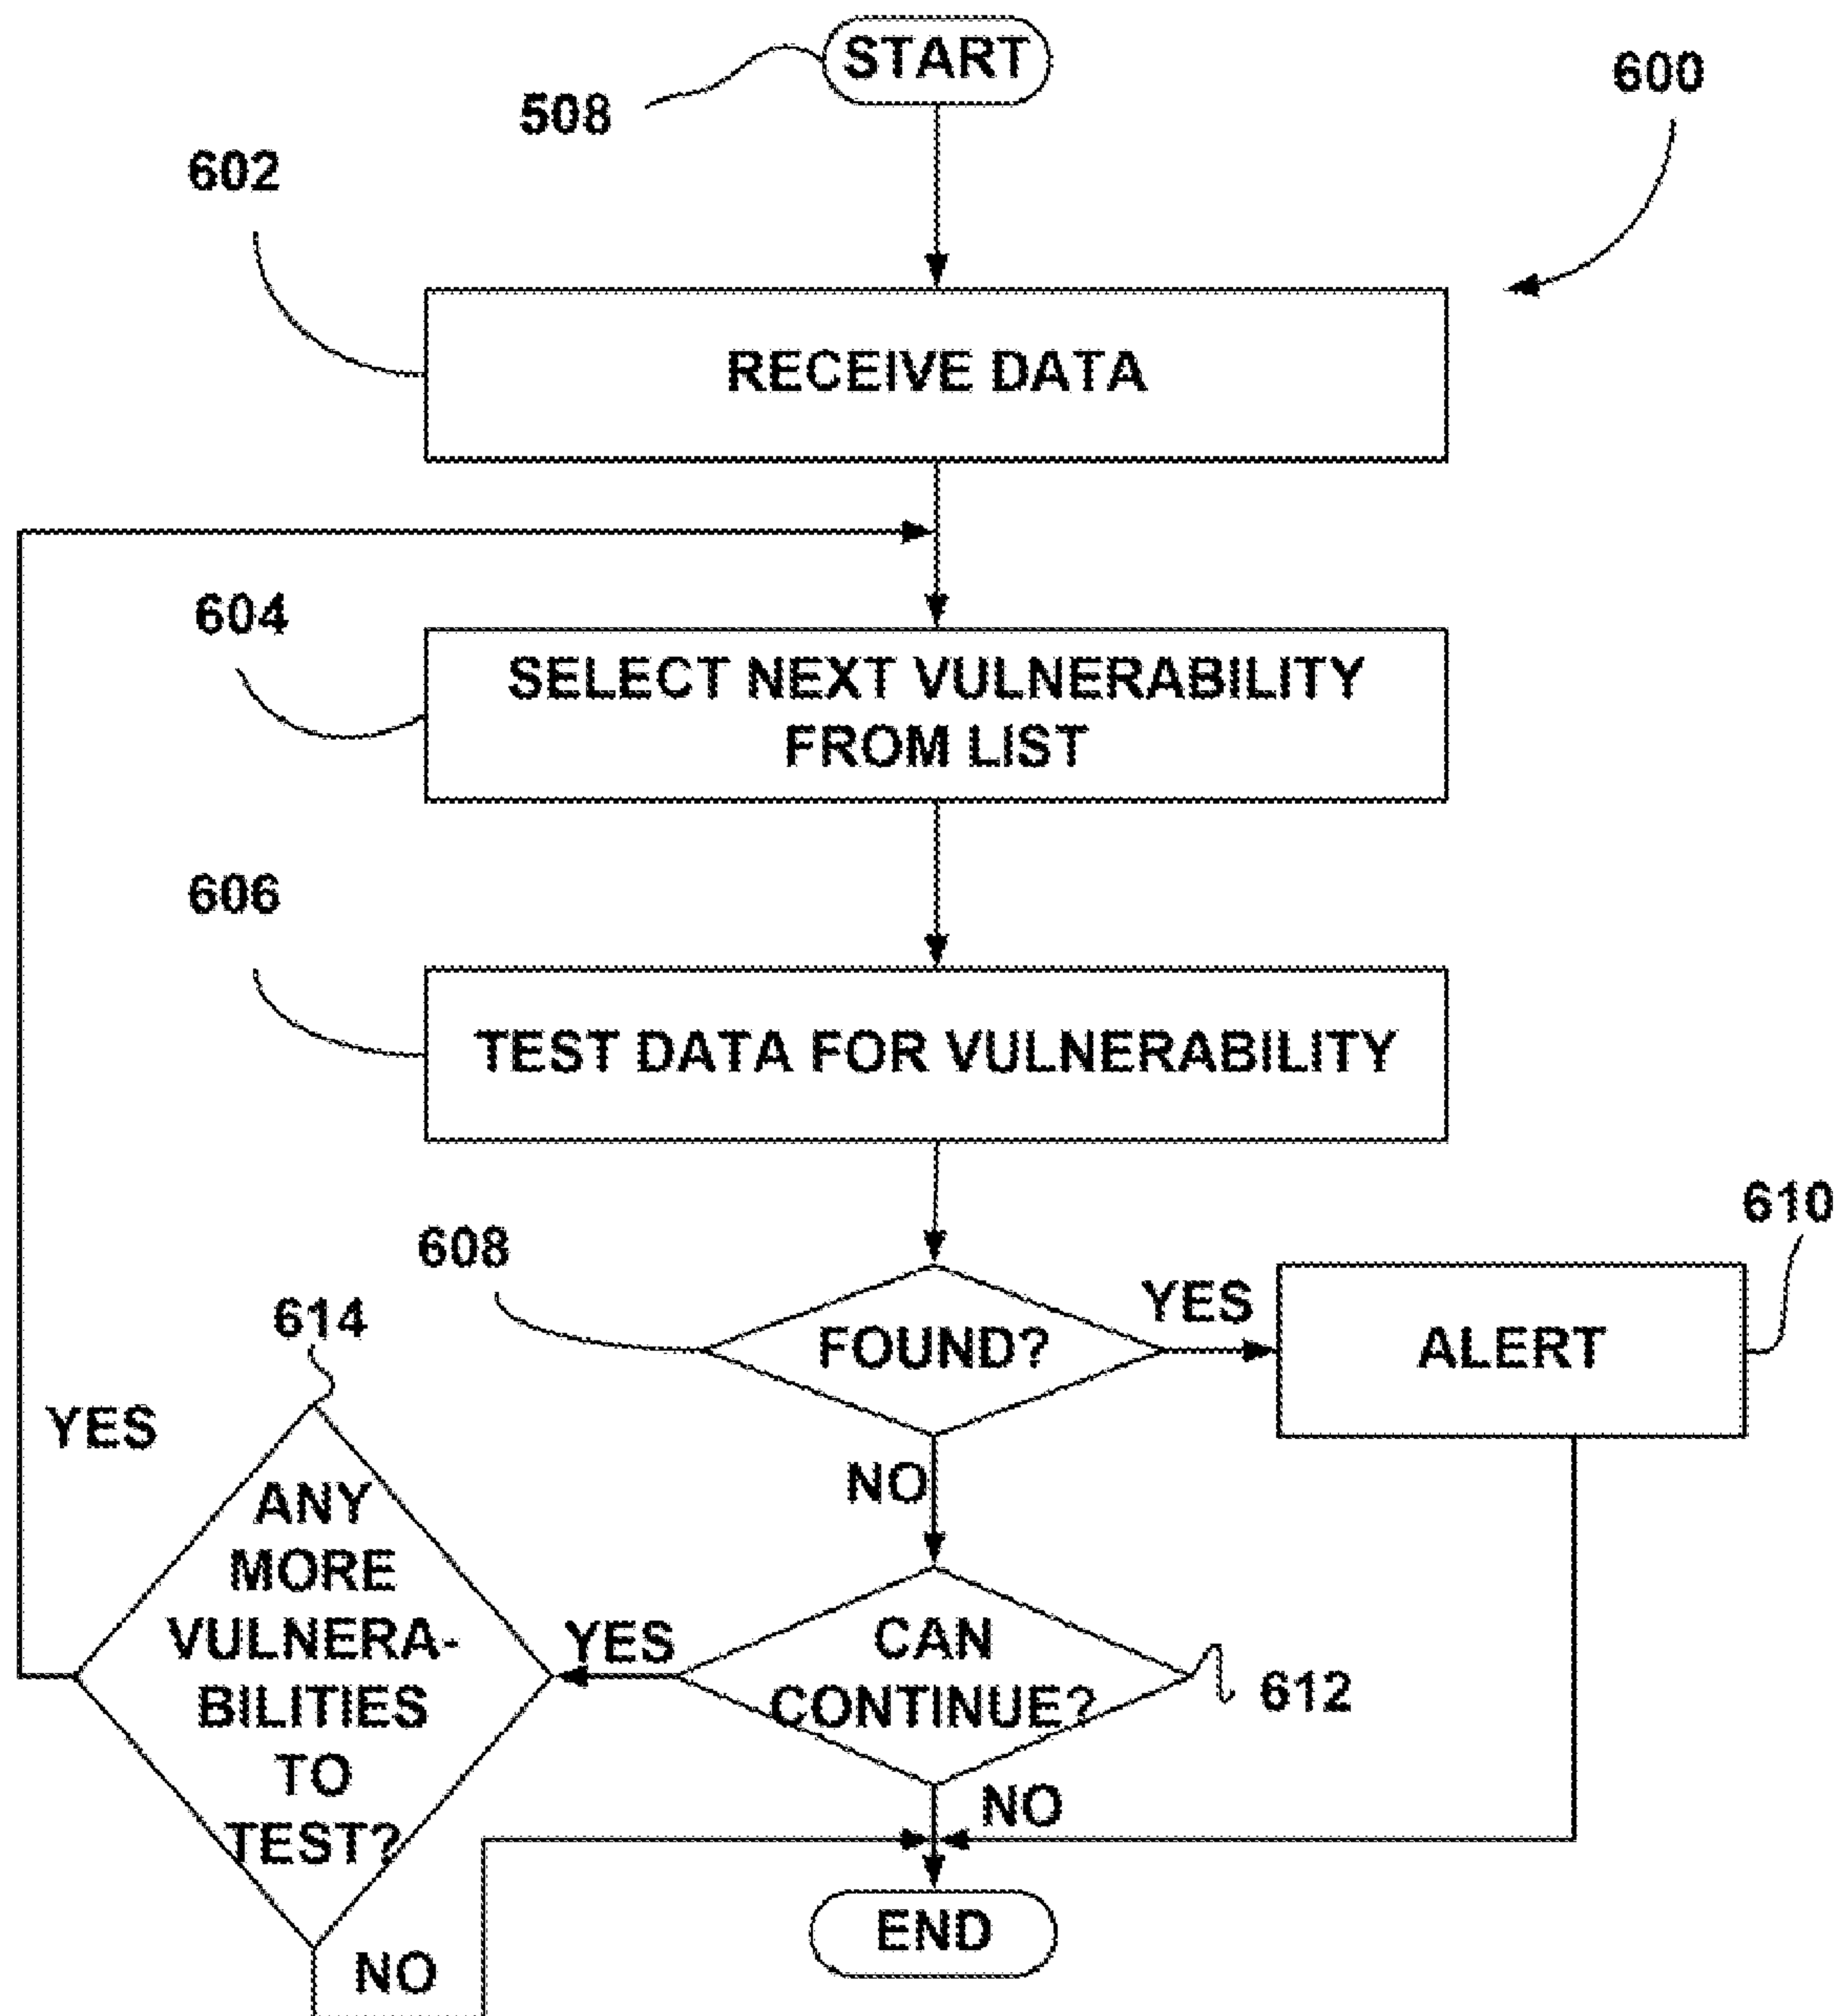 START
508
600
602
RECEIVE DATA
604
SELECT NEXT VULNERABILITY
FROM LIST
606
TEST DATA FOR VULNERABILITY
608
FOUND?
YES
ALERT
610
NO
614
YES
ANY
MORE
VULNERA-
BILITIES
TO
TEST?
YES
CAN
CONTINUE?
612
NO
NO
END